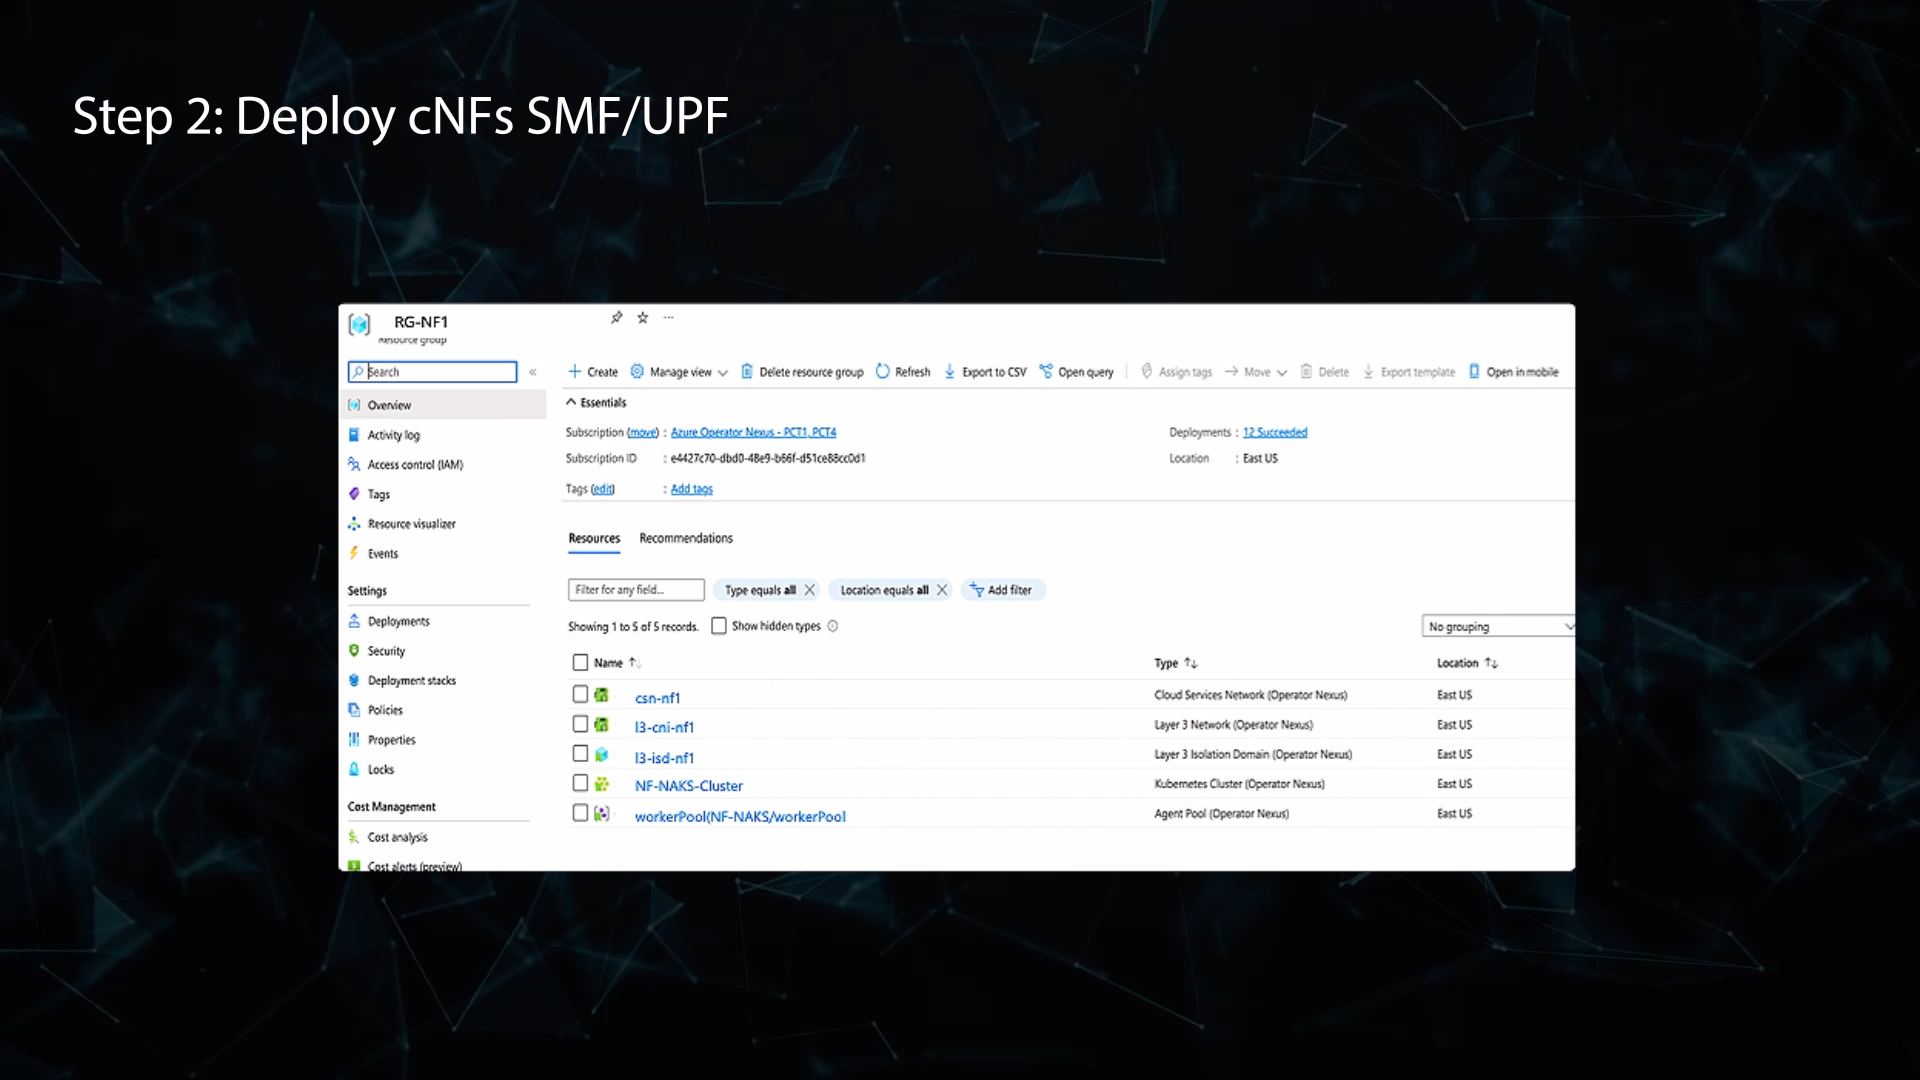 Step 2: Deploy cNFs SMF/UPF
RG-NF1
Resource group
Search
«
Create
Manage view
Delete resource group
Refresh
Export to CSV
Open query
Assign tags
Move
Delete
Export template
Open in mobile
Overview
Activity log
Access control (IAM)
Tags
Resource visualizer
Events
Settings
Deployments
Security
Deployment stacks
Policies
Properties
Locks
Cost Management
Cost analysis
Cost alerts (preview)
Essentials
Subscription (move) : Azure Operator Nexus - PCT1, PCT4
Deployments : 12 Succeeded
Subscription ID : e4427c70-dbd0-48e9-b66f-d51ce88cc0d1
Location : East US
Tags (edit) : Add tags
Resources Recommendations
Filter for any field...
Type equals all
Location equals all
Add filter
Showing 1 to 5 of 5 records.
Show hidden types
No grouping
Name Type Location
csn-nf1 Cloud Services Network (Operator Nexus) East US
l3-cni-nf1 Layer 3 Network (Operator Nexus) East US
l3-isd-nf1 Layer 3 Isolation Domain (Operator Nexus) East US
NF-NAKS-Cluster Kubernetes Cluster (Operator Nexus) East US
workerPool(NF-NAKS/workerPool Agent Pool (Operator Nexus) East US